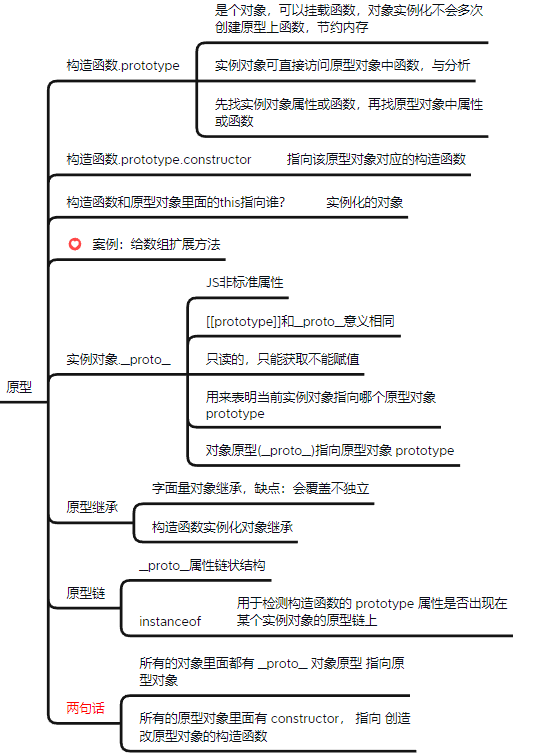 原型
构造函数.prototype
是个对象，可以挂载函数，对象实例化不会多次
创建原型上函数，节约内存
实例对象可直接访问原型对象中函数，与分析
先找实例对象属性或函数，再找原型对象中属性
或函数
构造函数.prototype.constructor
指向该原型对象对应的构造函数
构造函数和原型对象里面的this指向谁？
实例化的对象
案例：给数组扩展方法
实例对象.__proto__
JS非标准属性
[[prototype]]和__proto__意义相同
只读的，只能获取不能赋值
用来表明当前实例对象指向哪个原型对象
prototype
对象原型(__proto__)指向原型对象 prototype
原型继承
字面量对象继承，缺点：会覆盖不独立
构造函数实例化对象继承
原型链
__proto__属性链状结构
instanceof
用于检测构造函数的 prototype 属性是否出现在
某个实例对象的原型链上
两句话
所有的对象里面都有 __proto__ 对象原型 指向原
型对象
所有的原型对象里面有 constructor， 指向 创造
改原型对象的构造函数